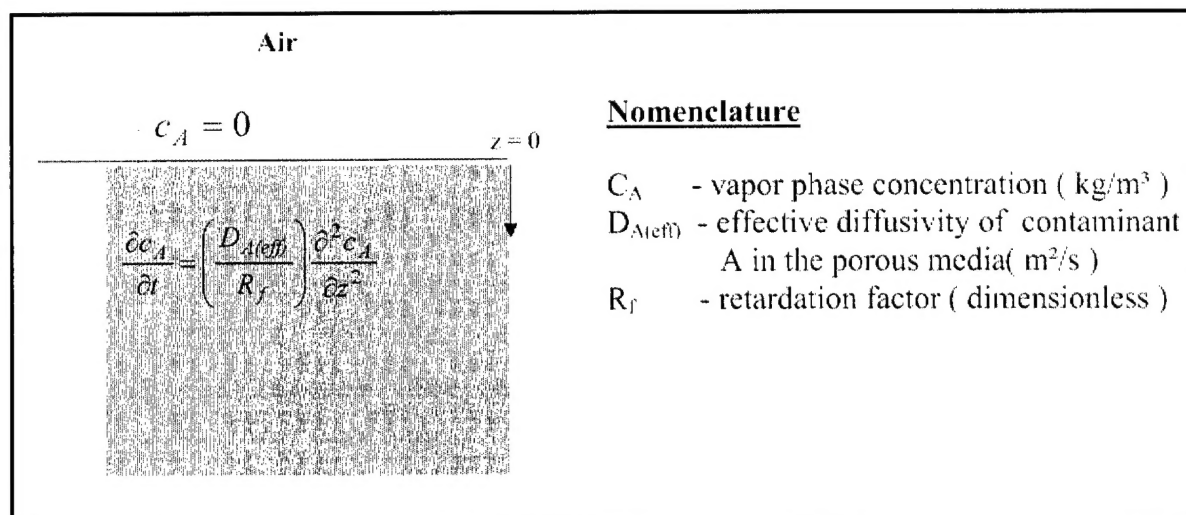 Air
c_A = 0
z = 0
∂c_A/∂t = (D_A(eff)/R_f) ∂²c_A/∂z²
Nomenclature
C_A - vapor phase concentration ( kg/m³ )
D_A(eff) - effective diffusivity of contaminant
A in the porous media( m²/s )
R_f - retardation factor ( dimensionless )